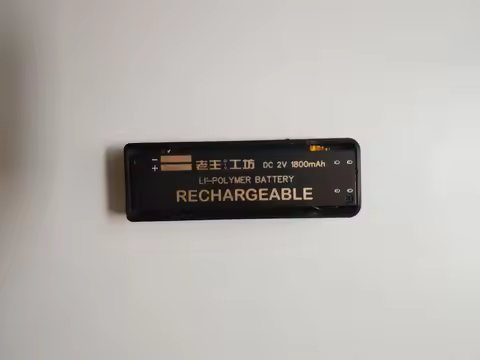 老王工坊 DC 2V 1800mAh
LI-POLYMER BATTERY
RECHARGEABLE